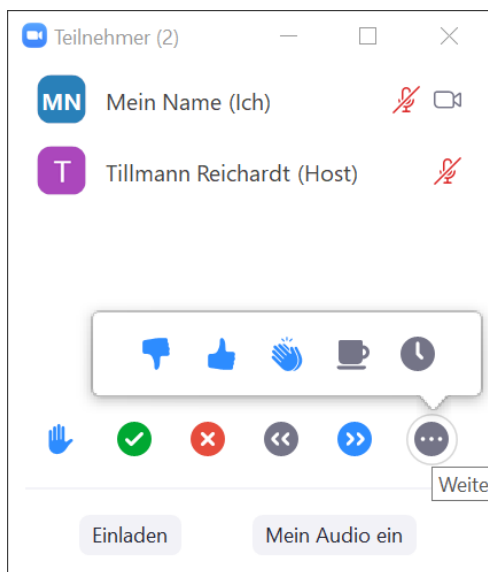 Teilnehmer (2)
MN Mein Name (Ich)
T Tillmann Reichardt (Host)
Weite
Einladen Mein Audio ein